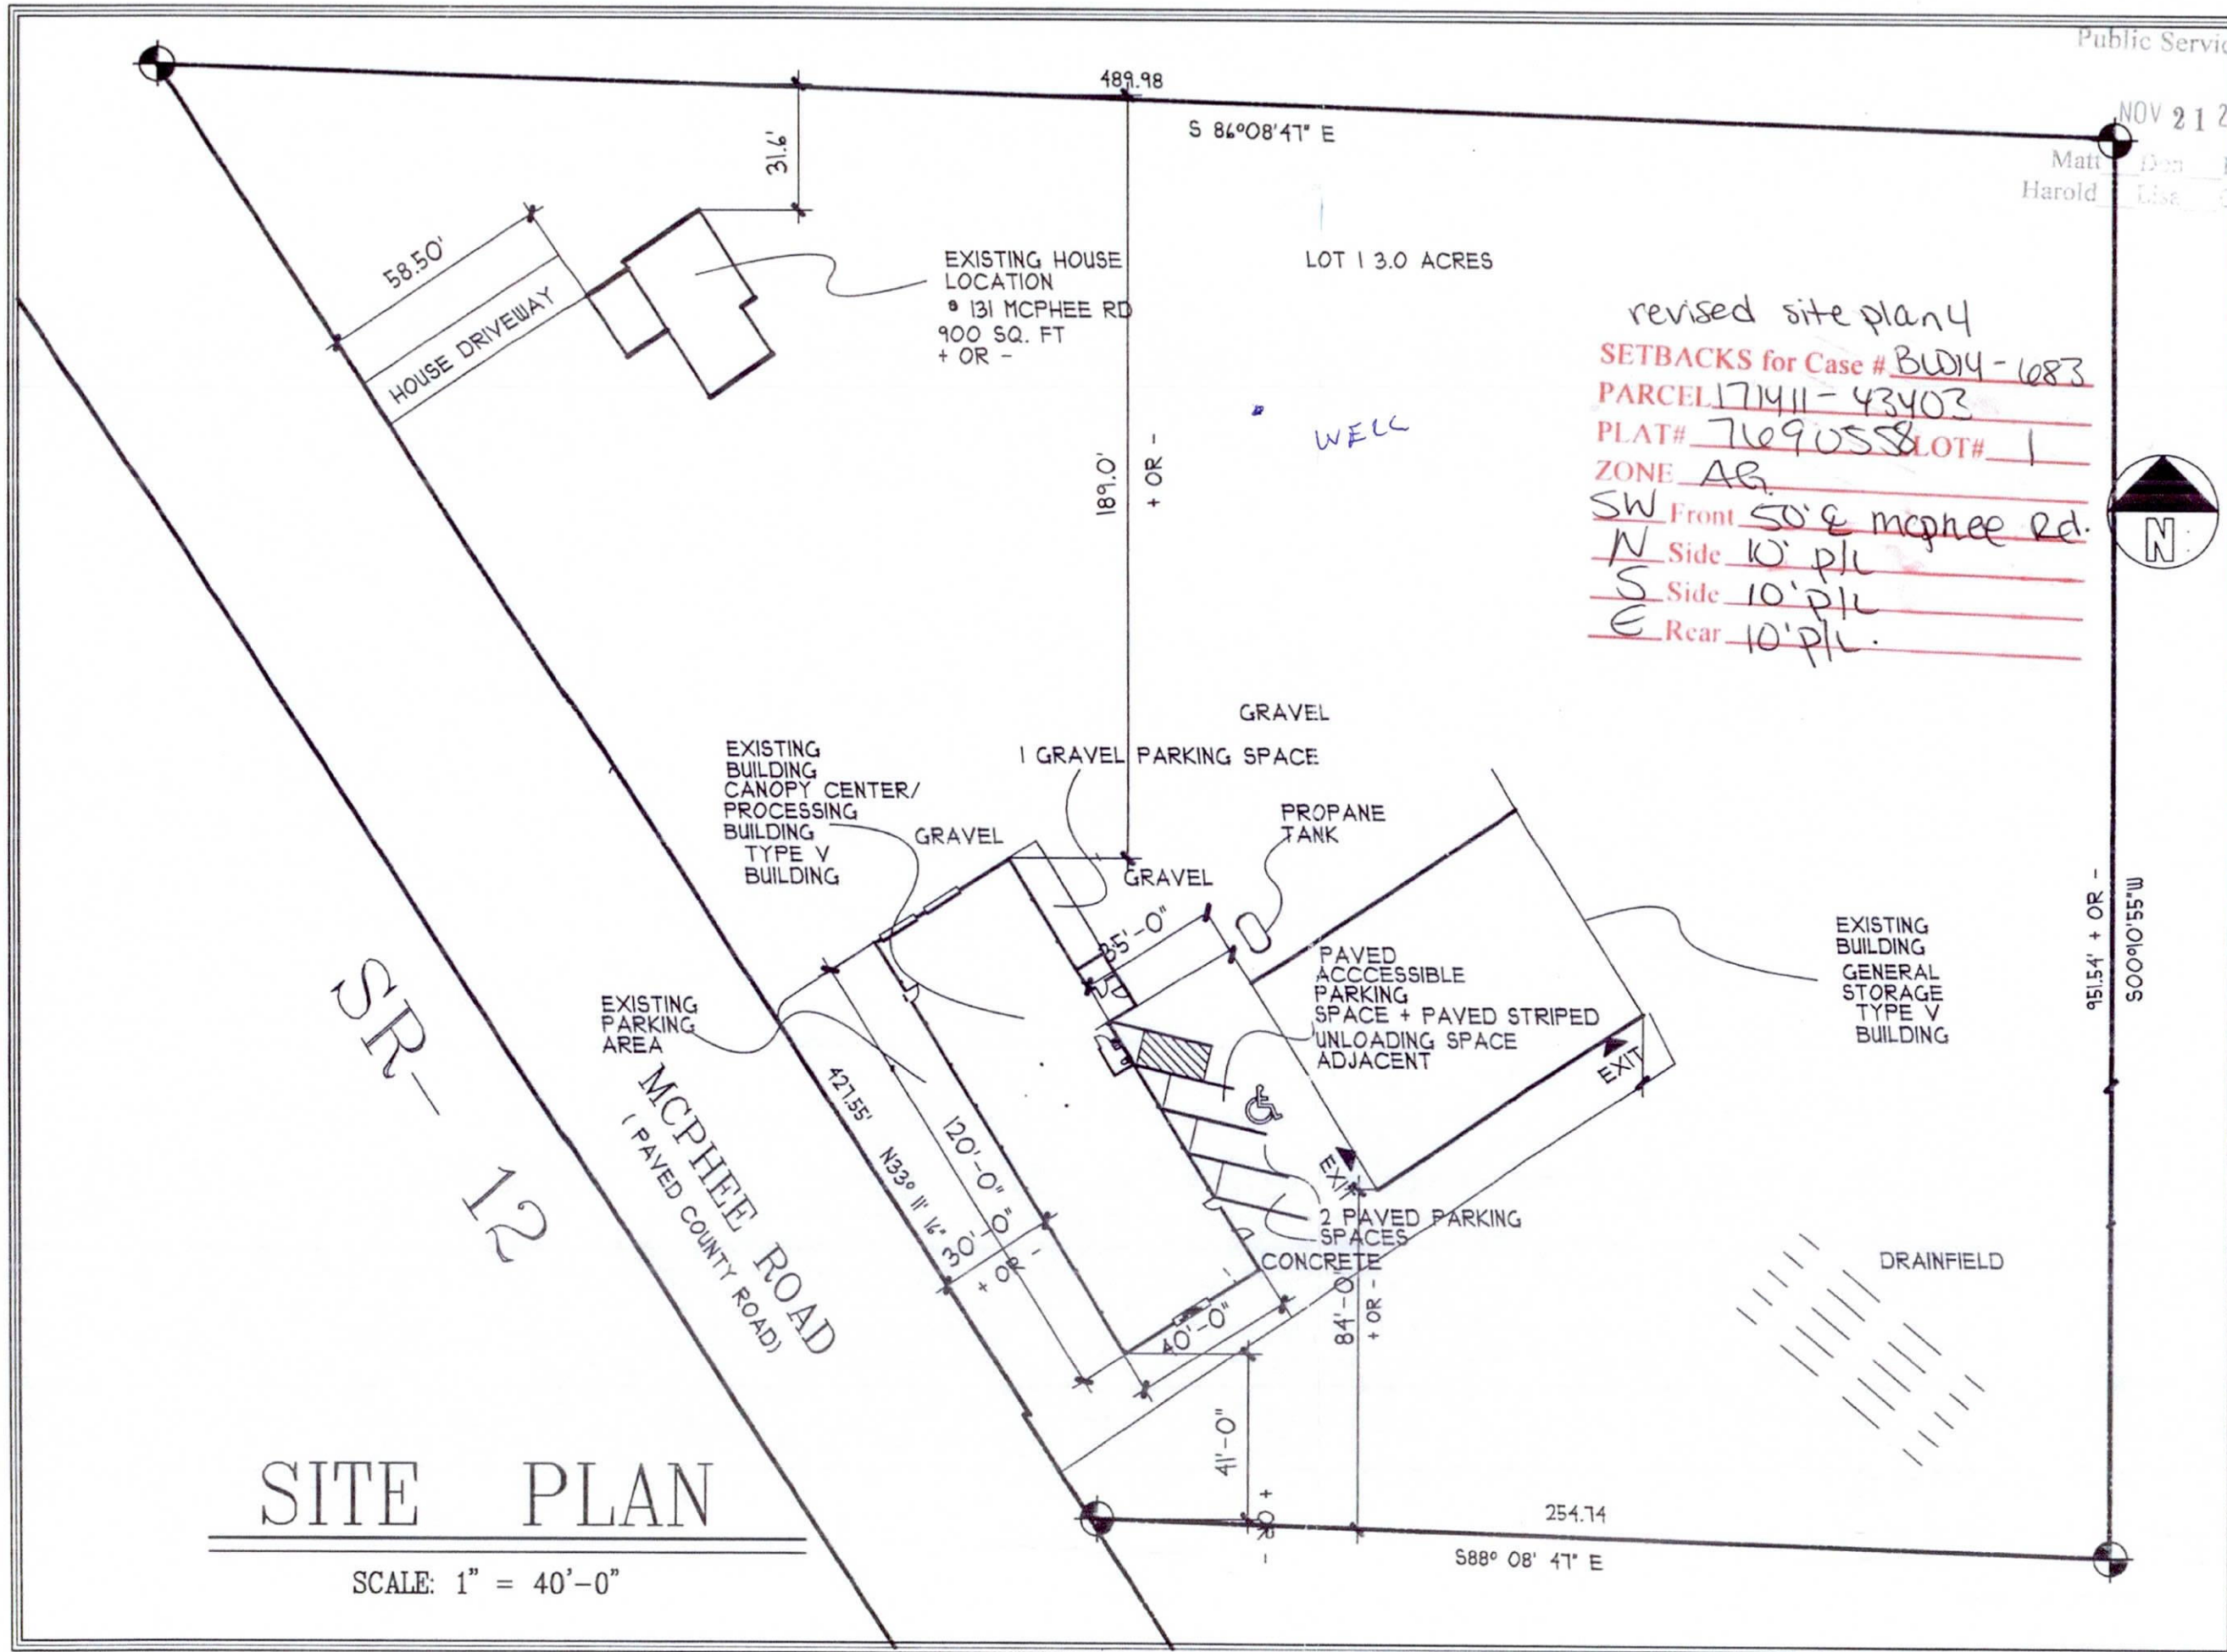 Public Servic
NOV 21 2
Matt Don
Harold Lisa
489.98
S 86°08'47" E
31.6'
58.50'
HOUSE DRIVEWAY
EXISTING HOUSE
LOCATION
131 MCPHEE RD
900 SQ. FT
+ OR -
LOT 1 3.0 ACRES
WELL
189.0'
+ OR -
revised site plan 4
SETBACKS for Case # BLD14-683
PARCEL 171411-43403
PLAT# 7690558 LOT# 1
ZONE AG
SW Front 50' ℄ mcphee Rd.
N Side 10' p/L
S Side 10' p/L
E Rear 10' p/L.
N
GRAVEL
1 GRAVEL PARKING SPACE
EXISTING
BUILDING
CANOPY CENTER/
PROCESSING
BUILDING
TYPE V
BUILDING
GRAVEL
PROPANE
TANK
GRAVEL
35'-0"
PAVED
ACCCESSIBLE
PARKING
SPACE + PAVED STRIPED
UNLOADING SPACE
ADJACENT
EXISTING
BUILDING
GENERAL
STORAGE
TYPE V
BUILDING
951.54' + OR -
S00°10'55"W
EXISTING
PARKING
AREA
SR- 12
MCPHEE ROAD
( PAVED COUNTY ROAD)
427.55' N33° 11' 16"
120'-0"
30'-0"
+ OR -
EXIT
EXIT
2 PAVED PARKING
SPACES
CONCRETE
40'-0"
84'-0"
+ OR -
41'-0"
+ OR -
DRAINFIELD
254.74
S88° 08' 47" E
SITE PLAN
SCALE: 1" = 40'-0"